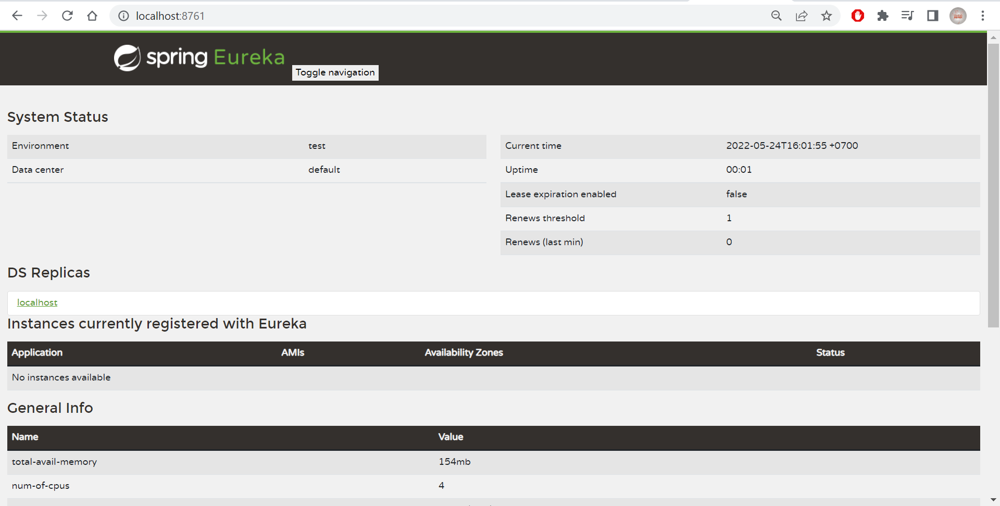 localhost:8761
spring Eureka
Toggle navigation
System Status
Environment test
Data center default
Current time 2022-05-24T16:01:55 +0700
Uptime 00:01
Lease expiration enabled false
Renews threshold 1
Renews (last min) 0
DS Replicas
localhost
Instances currently registered with Eureka
Application AMIs Availability Zones Status
No instances available
General Info
Name Value
total-avail-memory 154mb
num-of-cpus 4